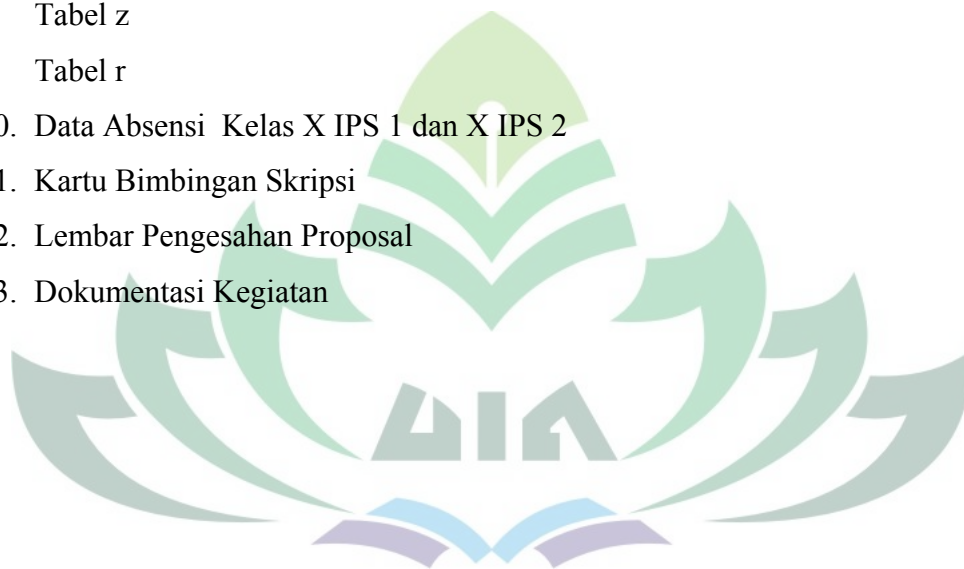 Tabel z
Tabel r
0. Data Absensi Kelas X IPS 1 dan X IPS 2
1. Kartu Bimbingan Skripsi
2. Lembar Pengesahan Proposal
3. Dokumentasi Kegiatan
UIN